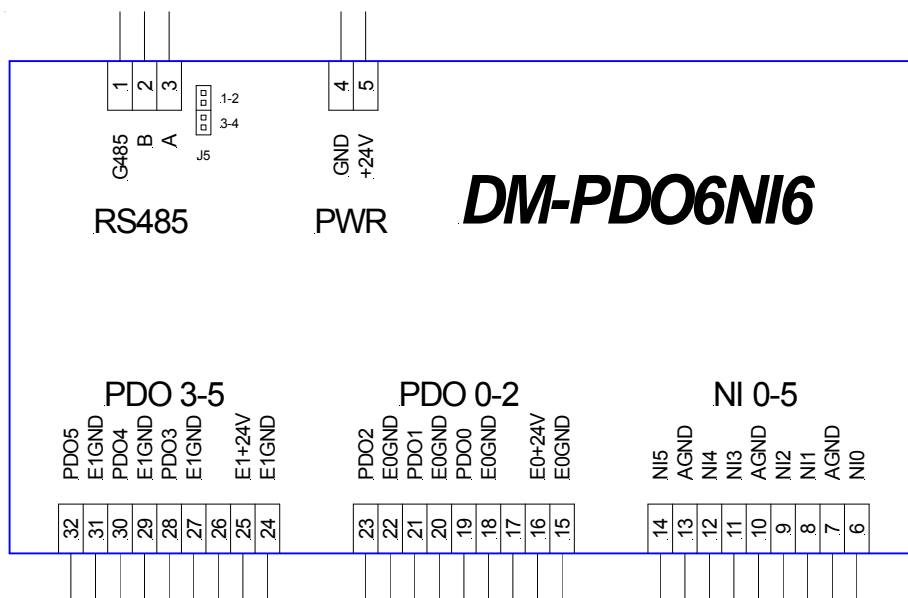 1 2 3 4 5
1-2
3-4
J5
G485 B A GND +24V
DM-PDO6NI6
RS485 PWR
PDO 3-5 PDO 0-2 NI 0-5
PDO5 E1GND PDO4 E1GND PDO3 E1GND E1+24V E1GND PDO2 E0GND PDO1 E0GND PDO0 E0GND E0+24V E0GND NI5 AGND NI4 NI3 AGND NI2 NI1 AGND NI0
32 31 30 29 28 27 26 25 24 23 22 21 20 19 18 17 16 15 14 13 12 11 10 9 8 7 6